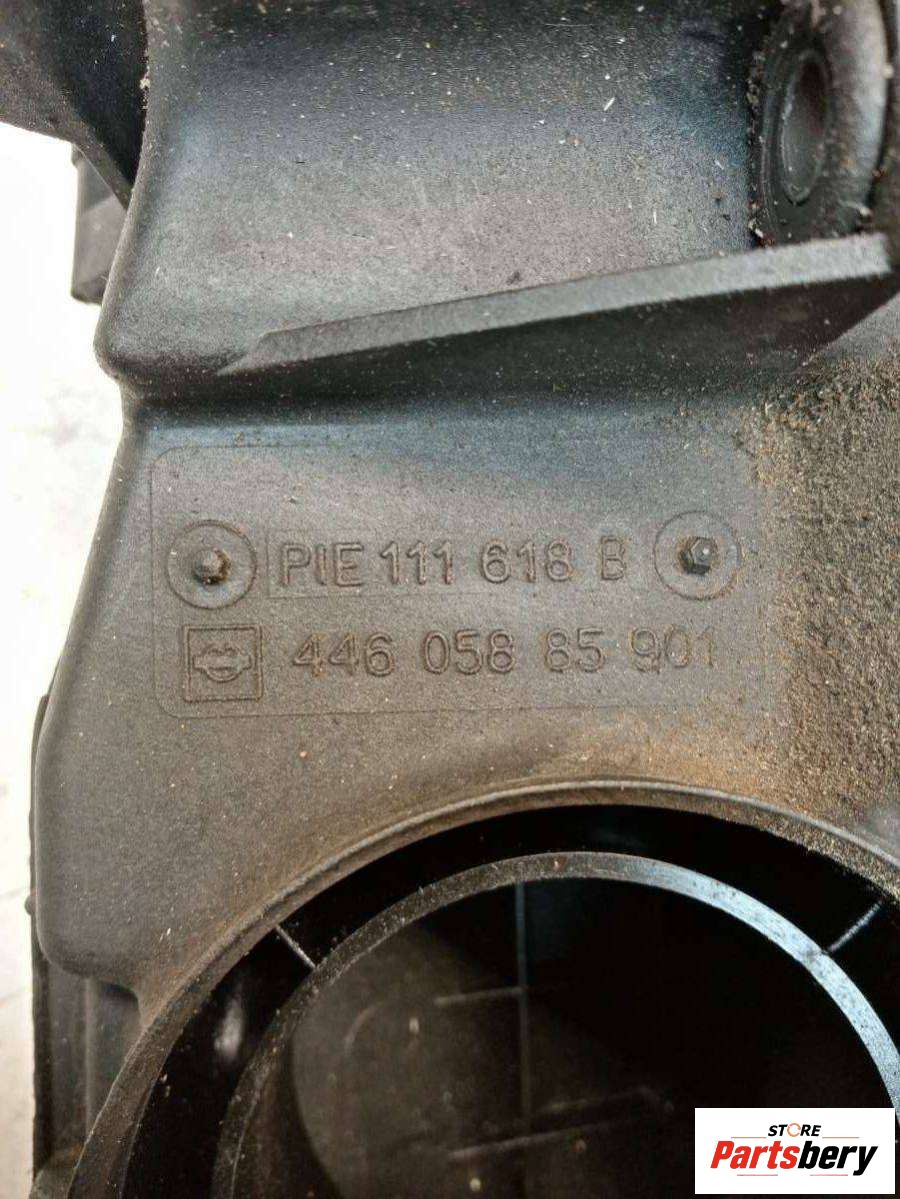 PIE 111 618 B
446 058 85 901
STORE
Partsbery